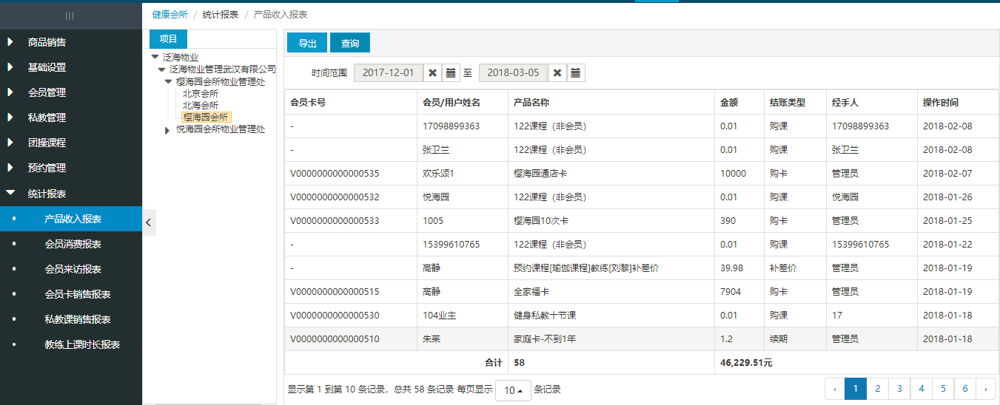 健康会所 / 统计报表 / 产品收入报表
商品销售
基础设置
会员管理
私教管理
团操课程
预约管理
统计报表
产品收入报表
会员消费报表
会员来访报表
会员卡销售报表
私教课销售报表
教练上课时长报表
项目
泛海物业
泛海物业管理武汉有限公司
樱海园会所物业管理处
北京会所
北海会所
樱海园会所
悦海园会所物业管理处
导出 查询
时间范围 2017-12-01 至 2018-03-05
会员卡号 会员/用户姓名 产品名称 金额 结账类型 经手人 操作时间
- 17098899363 122课程（非会员） 0.01 购课 17098899363 2018-02-08
- 张卫兰 122课程（非会员） 0.01 购课 张卫兰 2018-02-08
V0000000000000535 欢乐颂1 樱海园通店卡 10000 购卡 管理员 2018-02-07
V0000000000000532 悦海园 122课程（非会员） 0.01 购课 悦海园 2018-01-26
V0000000000000533 1005 樱海园10次卡 390 购卡 管理员 2018-01-25
- 15399610765 122课程（非会员） 0.01 购课 15399610765 2018-01-22
- 高静 预约课程[瑜伽课程]教练[刘黎]补差价 39.98 补差价 管理员 2018-01-19
V0000000000000515 高静 全家福卡 7904 购卡 管理员 2018-01-19
V0000000000000530 104业主 健身私教十节课 0.01 购课 17 2018-01-18
V0000000000000510 朱茱 家庭卡-不到1年 1.2 续期 管理员 2018-01-18
合计 58 46,229.51元
显示第 1 到第 10 条记录，总共 58 条记录 每页显示 10 条记录
‹ 1 2 3 4 5 6 ›